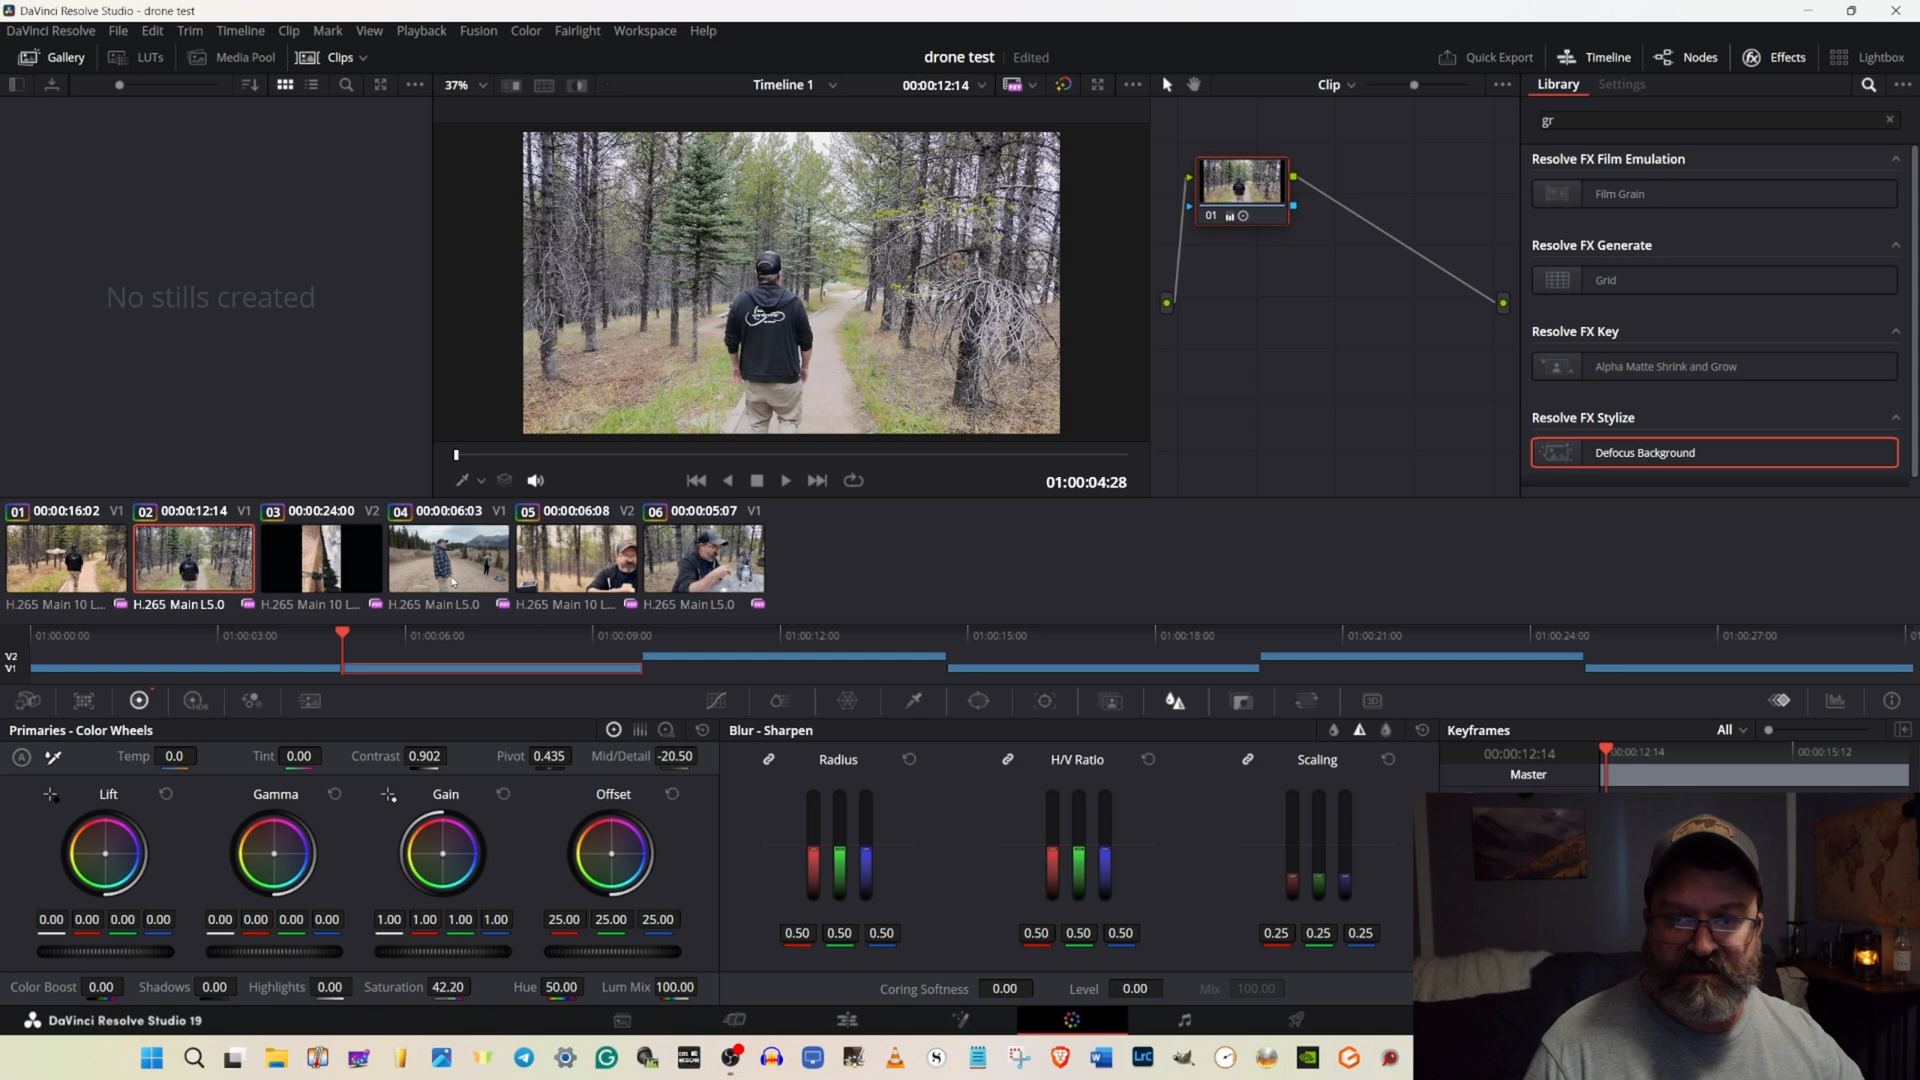 DaVinci Resolve Studio - drone test
DaVinci Resolve File Edit Trim Timeline Clip Mark View Playback Fusion Color Fairlight Workspace Help
Gallery LUTs Media Pool Clips drone test Edited Quick Export Timeline Nodes Effects Lightbox
37% Timeline 1 00:00:12:14 Clip Library Settings
gr
No stills created
01
Resolve FX Film Emulation
Film Grain
Resolve FX Generate
Grid
Resolve FX Key
Alpha Matte Shrink and Grow
Resolve FX Stylize
Defocus Background
01:00:04:28
01 00:00:16:02 V1 02 00:00:12:14 V1 03 00:00:24:00 V2 04 00:00:06:03 V1 05 00:00:06:08 V2 06 00:00:05:07 V1
H.265 Main 10 L... H.265 Main L5.0 H.265 Main 10 L... H.265 Main L5.0 H.265 Main 10 L... H.265 Main L5.0
01:00:00:00 01:00:03:00 01:00:06:00 01:00:09:00 01:00:12:00 01:00:15:00 01:00:18:00 01:00:21:00 01:00:24:00 01:00:27:00
V2
V1
HDR 3D
Primaries - Color Wheels Blur - Sharpen Keyframes All
A Temp 0.0 Tint 0.00 Contrast 0.902 Pivot 0.435 Mid/Detail -20.50
Radius H/V Ratio Scaling
00:00:12:14 00:00:12:14 00:00:15:12
Master
Lift Gamma Gain Offset
0.00 0.00 0.00 0.00 0.00 0.00 0.00 0.00 1.00 1.00 1.00 1.00 25.00 25.00 25.00
0.50 0.50 0.50 0.50 0.50 0.50 0.25 0.25 0.25
Color Boost 0.00 Shadows 0.00 Highlights 0.00 Saturation 42.20 Hue 50.00 Lum Mix 100.00
Coring Softness 0.00 Level 0.00 Mix 100.00
DaVinci Resolve Studio 19
LrC